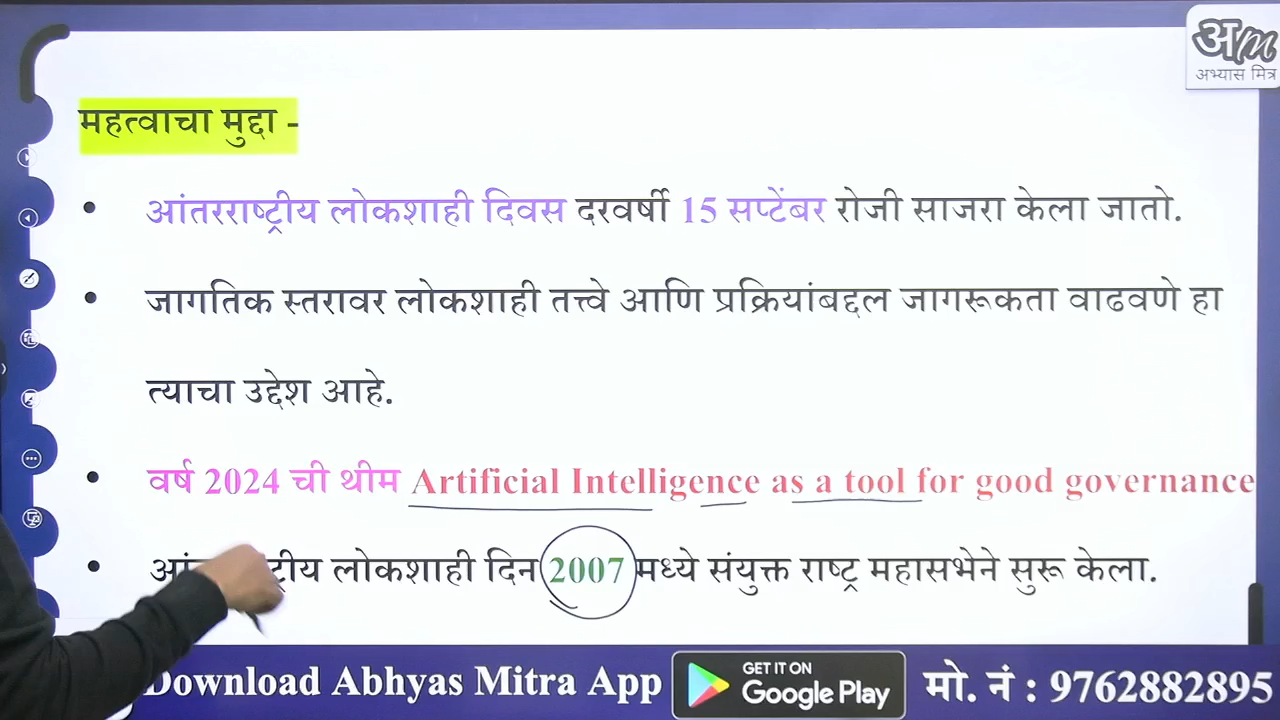 अm
अभ्यास मित्र
महत्वाचा मुद्दा -
• आंतरराष्ट्रीय लोकशाही दिवस दरवर्षी 15 सप्टेंबर रोजी साजरा केला जातो.
• जागतिक स्तरावर लोकशाही तत्त्वे आणि प्रक्रियांबद्दल जागरूकता वाढवणे हा
त्याचा उद्देश आहे.
• वर्ष 2024 ची थीम Artificial Intelligence as a tool for good governance
• लोकशाही दिन 2007 मध्ये संयुक्त राष्ट्र महासभेने सुरू केला.
Download Abhyas Mitra App GET IT ON Google Play मो. नं : 9762882895